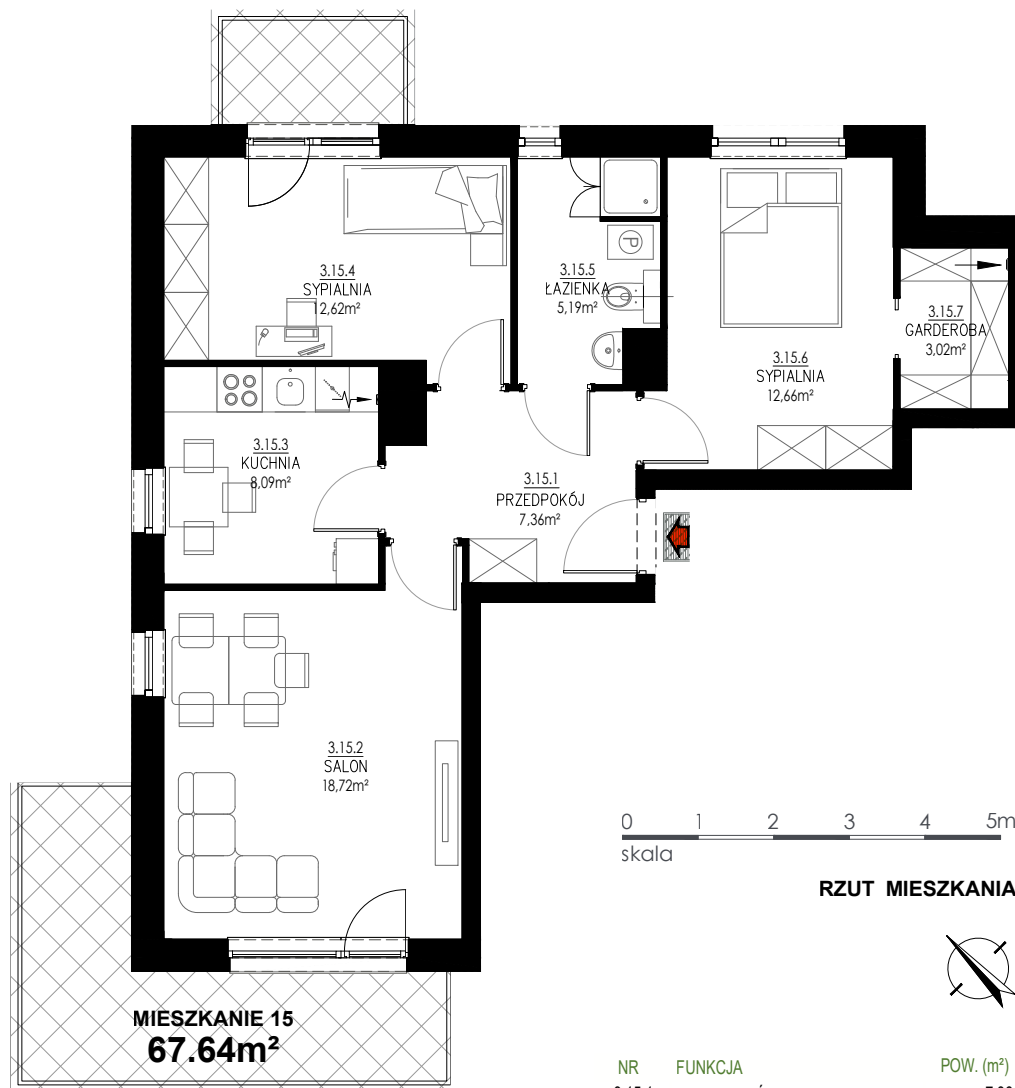 3.15.4
SYPIALNIA
12,62m²
3.15.5
ŁAZIENKA
5,19m²
P
3.15.7
GARDEROBA
3,02m²
3.15.6
SYPIALNIA
12,66m²
3.15.3
KUCHNIA
8,09m²
3.15.1
PRZEDPOKÓJ
7,36m²
3.15.2
SALON
18,72m²
0 1 2 3 4 5m
skala
RZUT MIESZKANIA
MIESZKANIE 15
67.64m²
NR FUNKCJA POW. (m²)